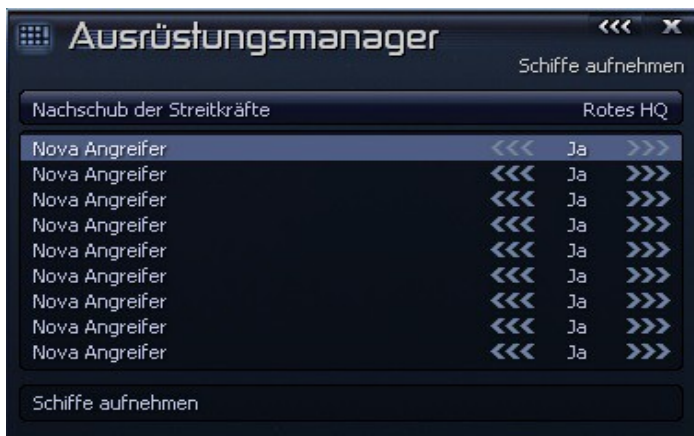 Ausrüstungsmanager <<< X
Schiffe aufnehmen
Nachschub der Streitkräfte Rotes HQ
Nova Angreifer <<< Ja >>>
Nova Angreifer <<< Ja >>>
Nova Angreifer <<< Ja >>>
Nova Angreifer <<< Ja >>>
Nova Angreifer <<< Ja >>>
Nova Angreifer <<< Ja >>>
Nova Angreifer <<< Ja >>>
Nova Angreifer <<< Ja >>>
Nova Angreifer <<< Ja >>>
Schiffe aufnehmen